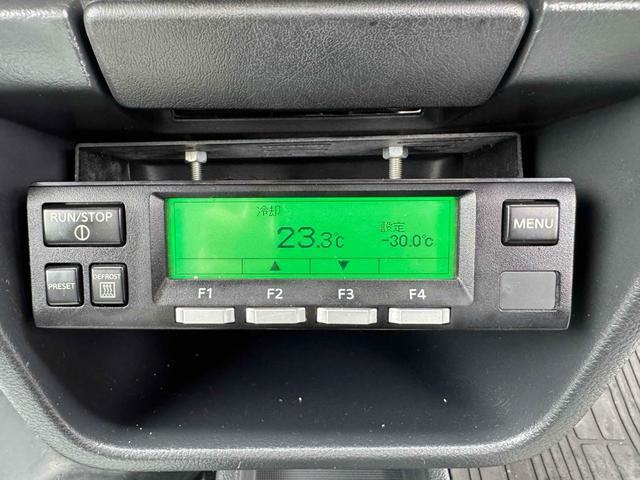 RUN/STOP
冷却
設定
23.3℃
-30.0℃
▲ ▼
MENU
PRESET
DEFROST
F1 F2 F3 F4